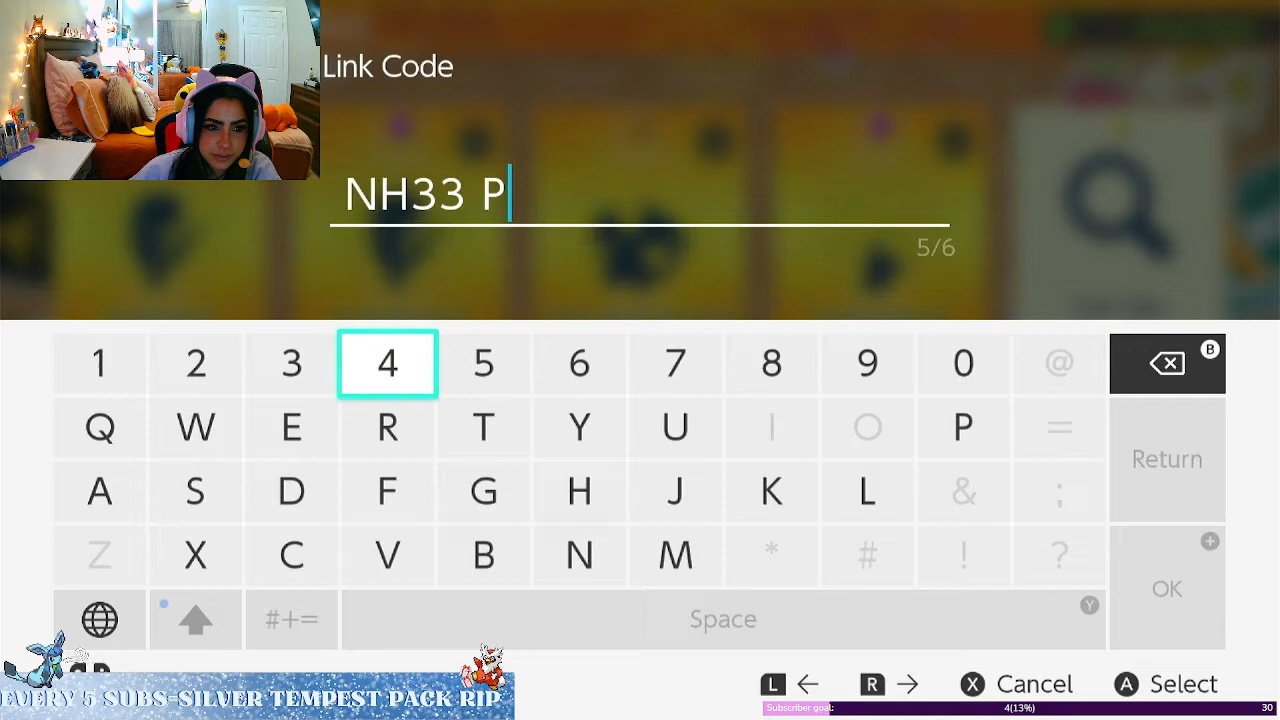 Link Code
NH33 P
5/6
1 2 3 4 5 6 7 8 9 0 @ B
Q W E R T Y U I O P =
Return
A S D F G H J K L & ;
Z X C V B N M * # ! ?
+
OK
#+= Space Y
EVERY 5 SUBS-SILVER TEMPEST PACK RIP
L ← R → X Cancel A Select
Subscriber goal: 4(13%) 30